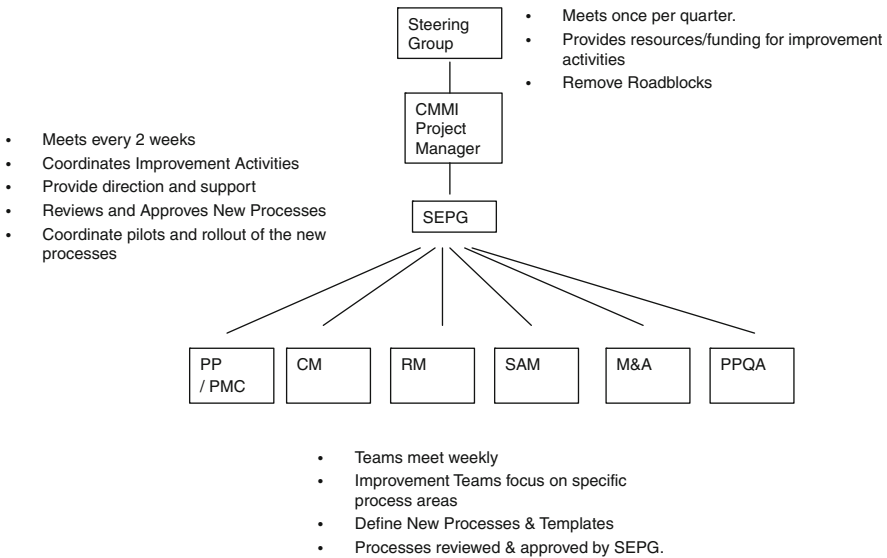 Steering
Group
• Meets once per quarter.
• Provides resources/funding for improvement
activities
• Remove Roadblocks
CMMI
Project
Manager
• Meets every 2 weeks
• Coordinates Improvement Activities
• Provide direction and support
• Reviews and Approves New Processes
• Coordinate pilots and rollout of the new
processes
SEPG
PP
/ PMC
CM
RM
SAM
M&A
PPQA
• Teams meet weekly
• Improvement Teams focus on specific
process areas
• Define New Processes & Templates
• Processes reviewed & approved by SEPG.